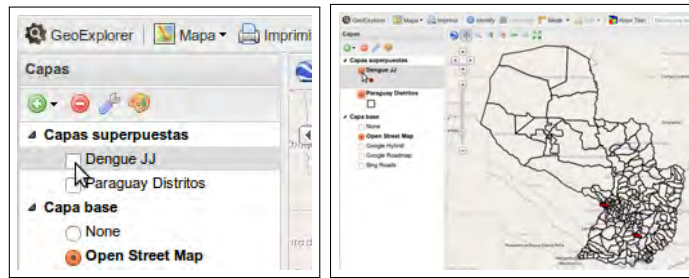 GeoExplorer Mapa Imprimi
Capas
Capas superpuestas
Dengue JJ
Paraguay Distritos
Capa base
None
Open Street Map
GeoExplorer Mapa Imprimir Identify
Capas
Capas superpuestas
Dengue JJ
Paraguay Distritos
Capa base
None
Open Street Map
Google Hybrid
Google Roadmap
Bing Roads